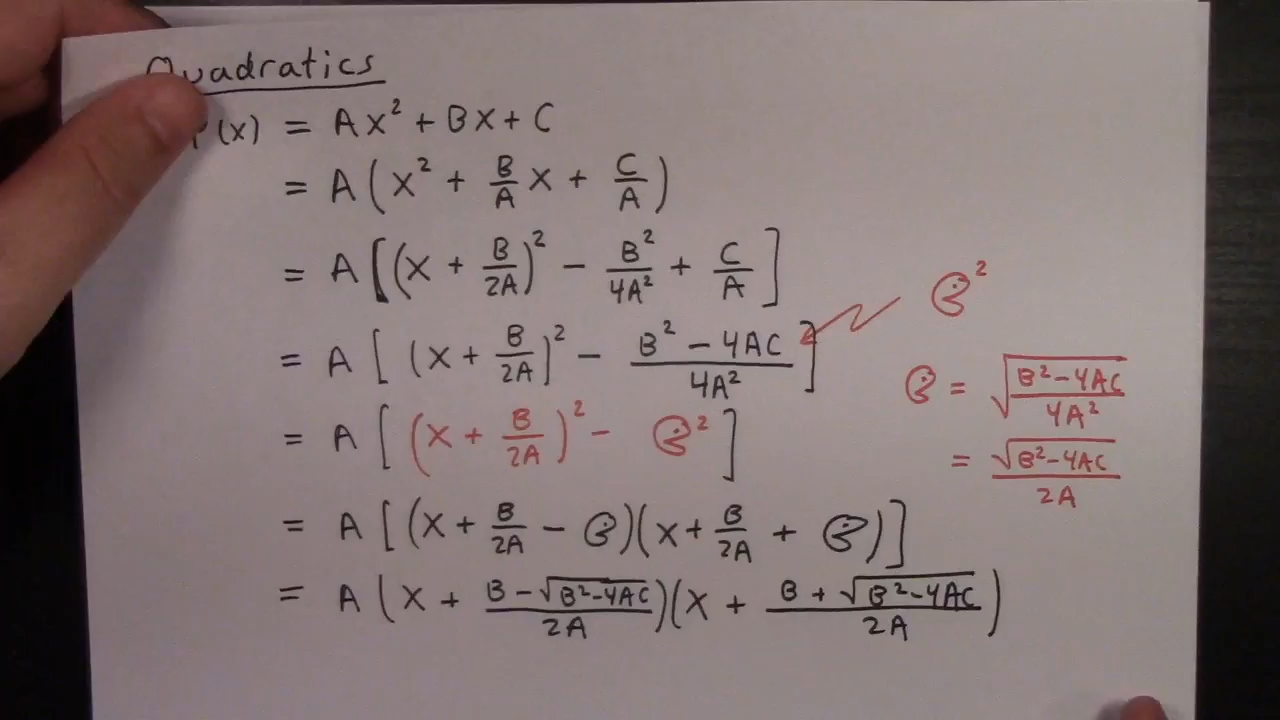 Quadratics
P(x) = Ax² + Bx + C
= A(x² + B/A x + C/A)
= A[(x + B/2A)² − B²/4A² + C/A]
= A[(x + B/2A)² − (B² − 4AC)/4A²]
= A[(x + B/2A)² − ☺²]
= A[(x + B/2A − ☺)(x + B/2A + ☺)]
= A(x + (B − √(B²−4AC))/2A)(x + (B + √(B²−4AC))/2A)
☺²
☺ = √((B²−4AC)/4A²)
= √(B²−4AC)/2A